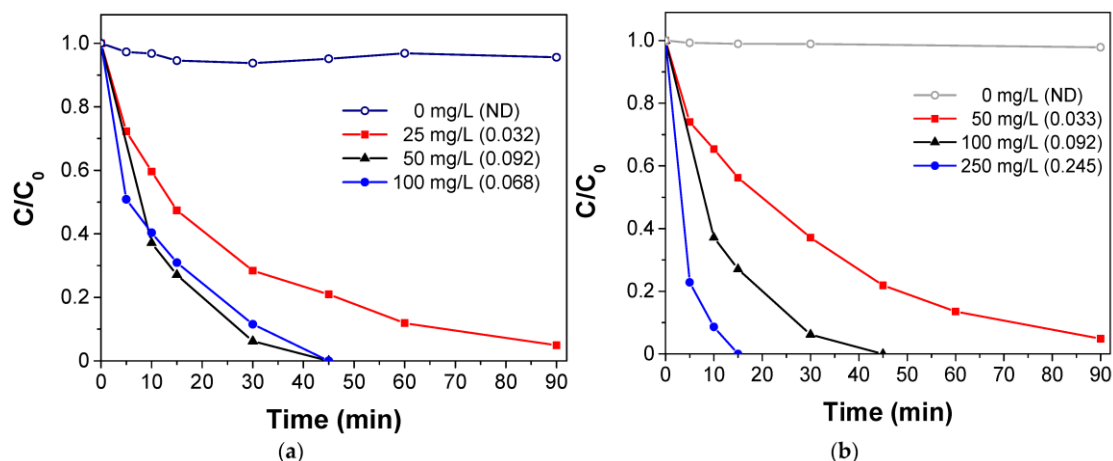 1.0
0.8
0.6
0.4
0.2
0
C/C0
0 mg/L (ND)
25 mg/L (0.032)
50 mg/L (0.092)
100 mg/L (0.068)
0 10 20 30 40 50 60 70 80 90
Time (min)
(a)
1.0
0.8
0.6
0.4
0.2
0
C/C0
0 mg/L (ND)
50 mg/L (0.033)
100 mg/L (0.092)
250 mg/L (0.245)
0 10 20 30 40 50 60 70 80 90
Time (min)
(b)